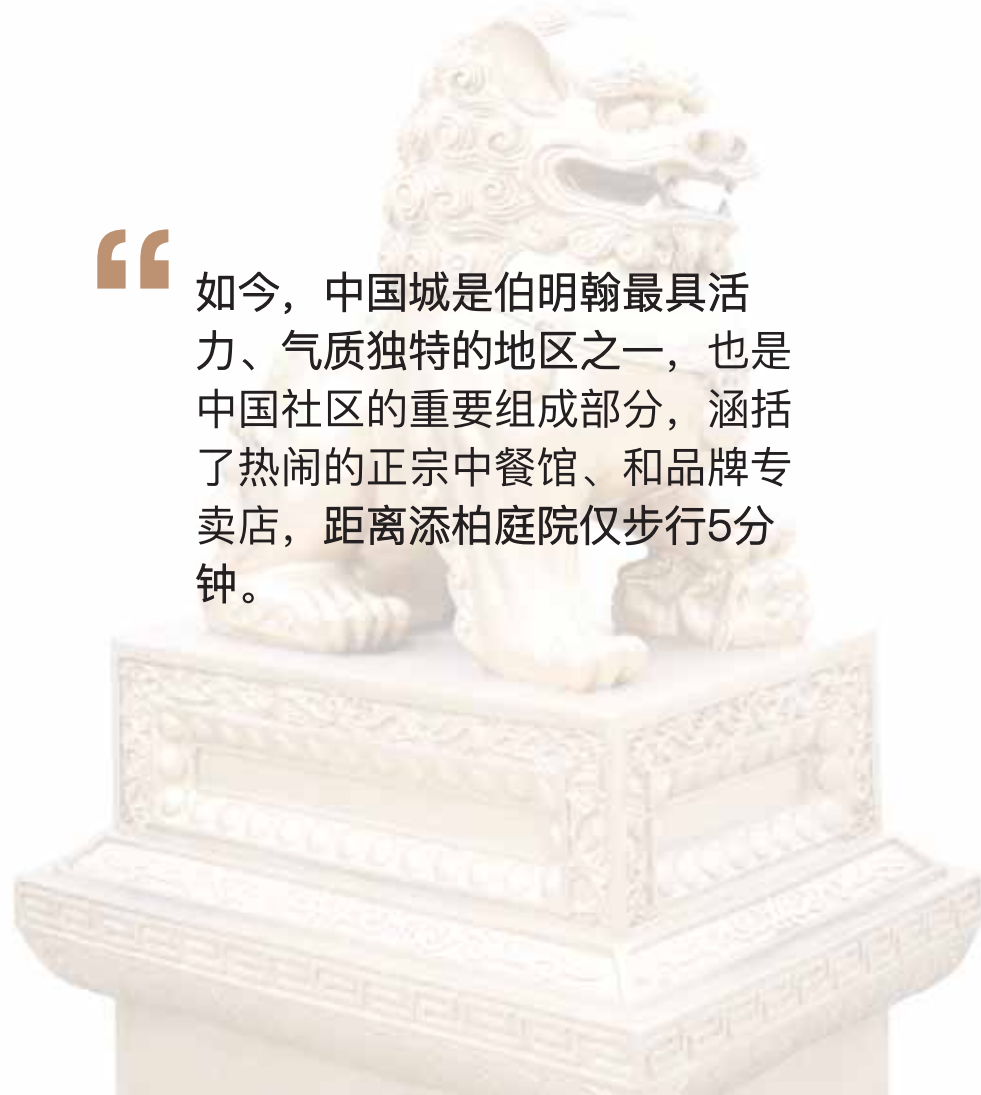 “
如今，中国城是伯明翰最具活
力、气质独特的地区之一，也是
中国社区的重要组成部分，涵括
了热闹的正宗中餐馆、和品牌专
卖店，距离添柏庭院仅步行5分
钟。